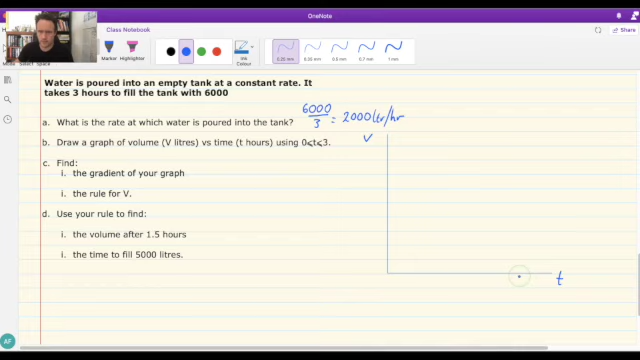 OneNote
Class Notebook
Share
Marker
Highlighter
Ink Color
0.25 mm
0.35 mm
0.5 mm
0.7 mm
1 mm
Water is poured into an empty tank at a constant rate. It
takes 3 hours to fill the tank with 6000
a. What is the rate at which water is poured into the tank? 6000/3 = 2000 ltr/hr
b. Draw a graph of volume (V litres) vs time (t hours) using 0⩽t⩽3.
V
c. Find:
i. the gradient of your graph
i. the rule for V.
d. Use your rule to find:
i. the volume after 1.5 hours
i. the time to fill 5000 litres.
t
AF